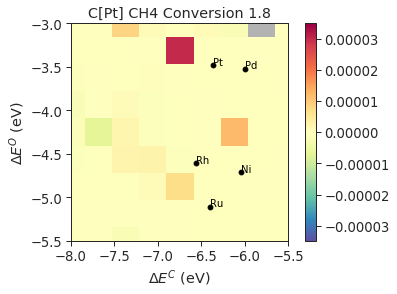 C[Pt] CH4 Conversion 1.8
−3.0
−3.5
−4.0
−4.5
−5.0
−5.5
ΔE^O (eV)
Pt
Pd
Rh
Ni
Ru
−8.0 −7.5 −7.0 −6.5 −6.0 −5.5
ΔE^C (eV)
0.00003
0.00002
0.00001
0.00000
−0.00001
−0.00002
−0.00003